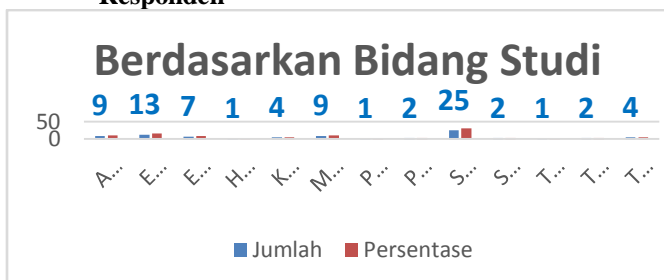 Responden
Berdasarkan Bidang Studi
9 13 7 1 4 9 1 2 25 2 1 2 4
50
0
A... E... E... H... K... M... P... P... S... S... T... T... T...
Jumlah Persentase